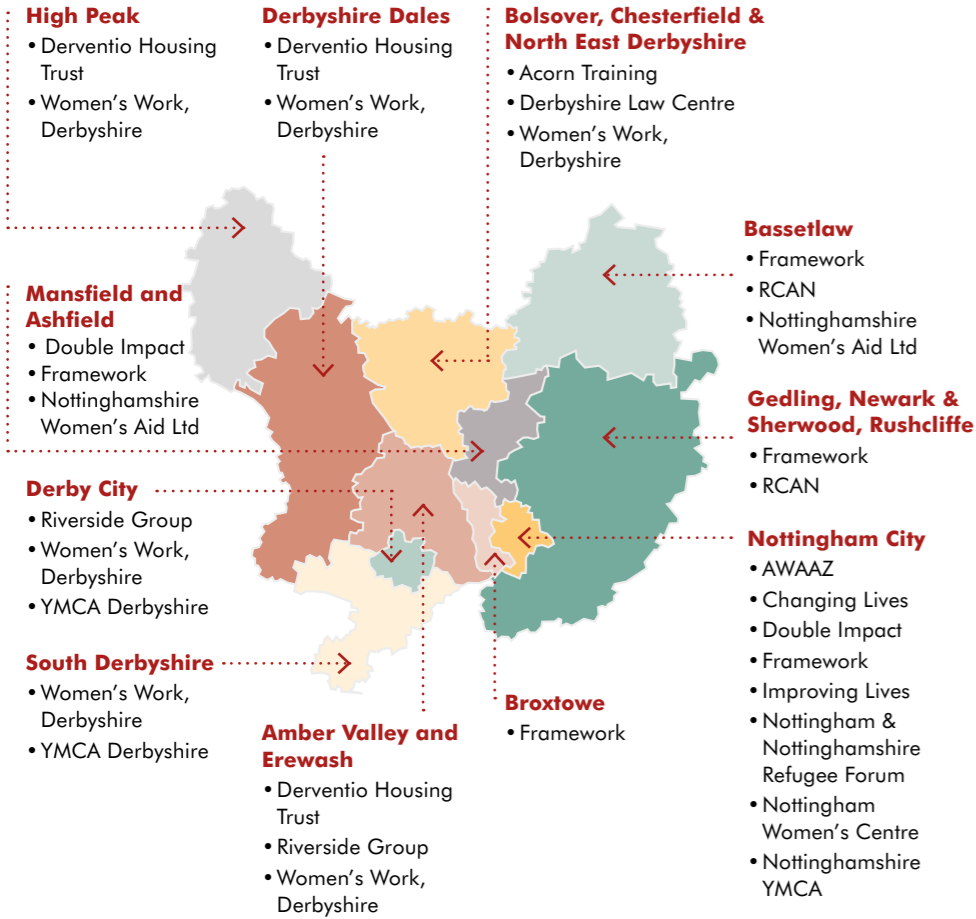 High Peak
• Derventio Housing
Trust
• Women's Work,
Derbyshire
Derbyshire Dales
• Derventio Housing
Trust
• Women's Work,
Derbyshire
Bolsover, Chesterfield &
North East Derbyshire
• Acorn Training
• Derbyshire Law Centre
• Women's Work,
Derbyshire
Bassetlaw
• Framework
• RCAN
• Nottinghamshire
Women's Aid Ltd
Mansfield and
Ashfield
• Double Impact
• Framework
• Nottinghamshire
Women's Aid Ltd
Gedling, Newark &
Sherwood, Rushcliffe
• Framework
• RCAN
Derby City
• Riverside Group
• Women's Work,
Derbyshire
• YMCA Derbyshire
Nottingham City
• AWAAZ
• Changing Lives
• Double Impact
• Framework
• Improving Lives
• Nottingham &
Nottinghamshire
Refugee Forum
• Nottingham
Women's Centre
• Nottinghamshire
YMCA
South Derbyshire
• Women's Work,
Derbyshire
• YMCA Derbyshire
Amber Valley and
Erewash
• Derventio Housing
Trust
• Riverside Group
• Women's Work,
Derbyshire
Broxtowe
• Framework